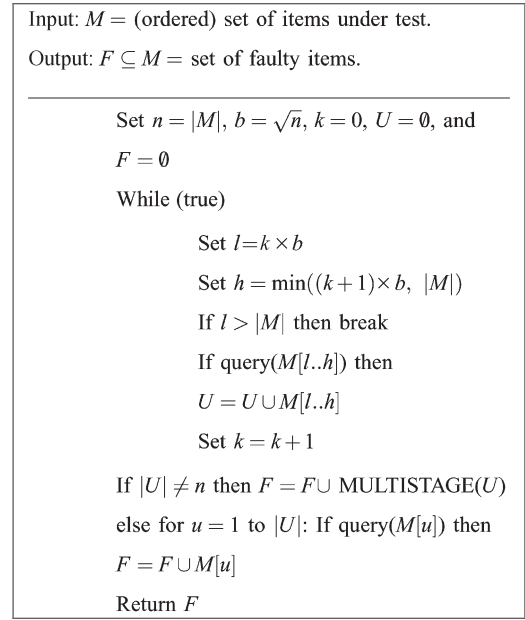 Input: M = (ordered) set of items under test.
Output: F ⊆ M = set of faulty items.
Set n = |M|, b = √n, k = 0, U = ∅, and
F = ∅
While (true)
Set l=k × b
Set h = min((k+1)×b, |M|)
If l > |M| then break
If query(M[l..h]) then
U = U∪M[l..h]
Set k = k+1
If |U| ≠ n then F = F∪ MULTISTAGE(U)
else for u = 1 to |U|: If query(M[u]) then
F = F∪M[u]
Return F